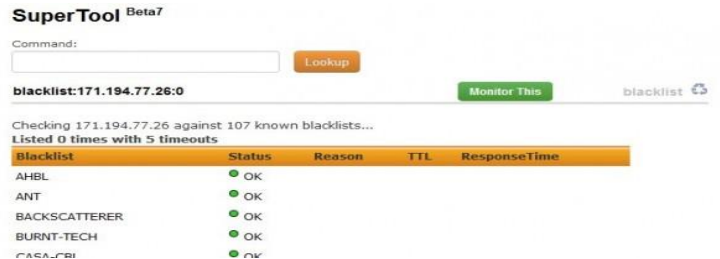 SuperTool Beta7
Command:
Lookup
blacklist:171.194.77.26:0 Monitor This blacklist
Checking 171.194.77.26 against 107 known blacklists...
Listed 0 times with 5 timeouts
Blacklist Status Reason TTL ResponseTime
AHBL OK
ANT OK
BACKSCATTERER OK
BURNT-TECH OK
CASA-CBL OK